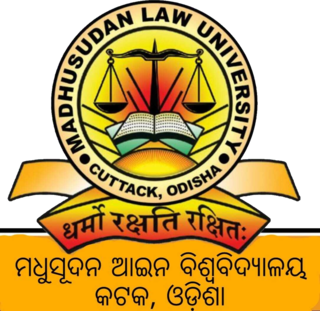 MADHUSUDAN LAW UNIVERSITY
CUTTACK, ODISHA
धर्मो रक्षति रक्षितः
ମଧୁସୂଦନ ଆଇନ ବିଶ୍ୱବିଦ୍ୟାଳୟ
କଟକ, ଓଡ଼ିଶା